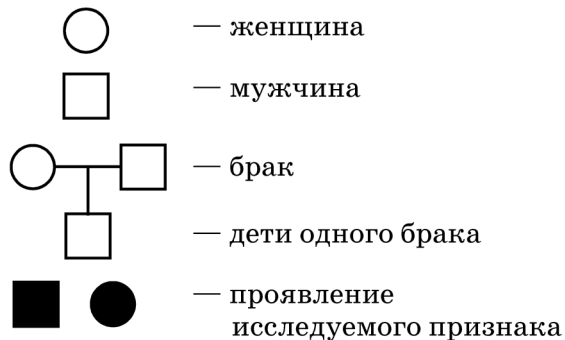 — женщина
— мужчина
— брак
— дети одного брака
— проявление
исследуемого признака